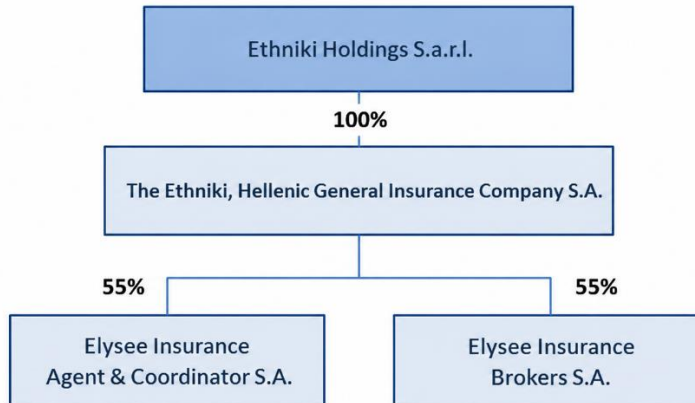 Ethniki Holdings S.a.r.l.
100%
The Ethniki, Hellenic General Insurance Company S.A.
55%
55%
Elysee Insurance
Agent & Coordinator S.A.
Elysee Insurance
Brokers S.A.